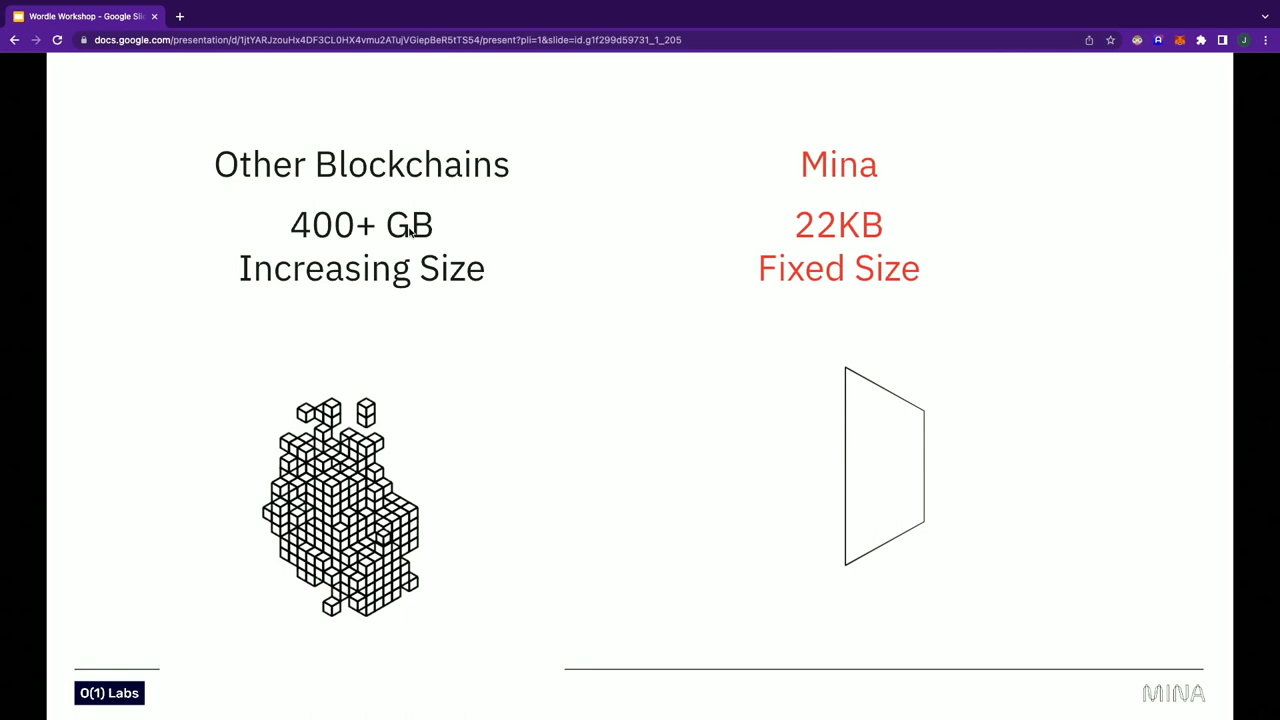 Wordle Workshop - Google Sli
docs.google.com/presentation/d/1jtYARJzouHx4DF3CL0HX4vmu2ATujVGiepBeR5tTS54/present?pli=1&slide=id.g1f299d59731_1_205
J
Other Blockchains
400+ GB
Increasing Size
Mina
22KB
Fixed Size
O(1) Labs
MINA